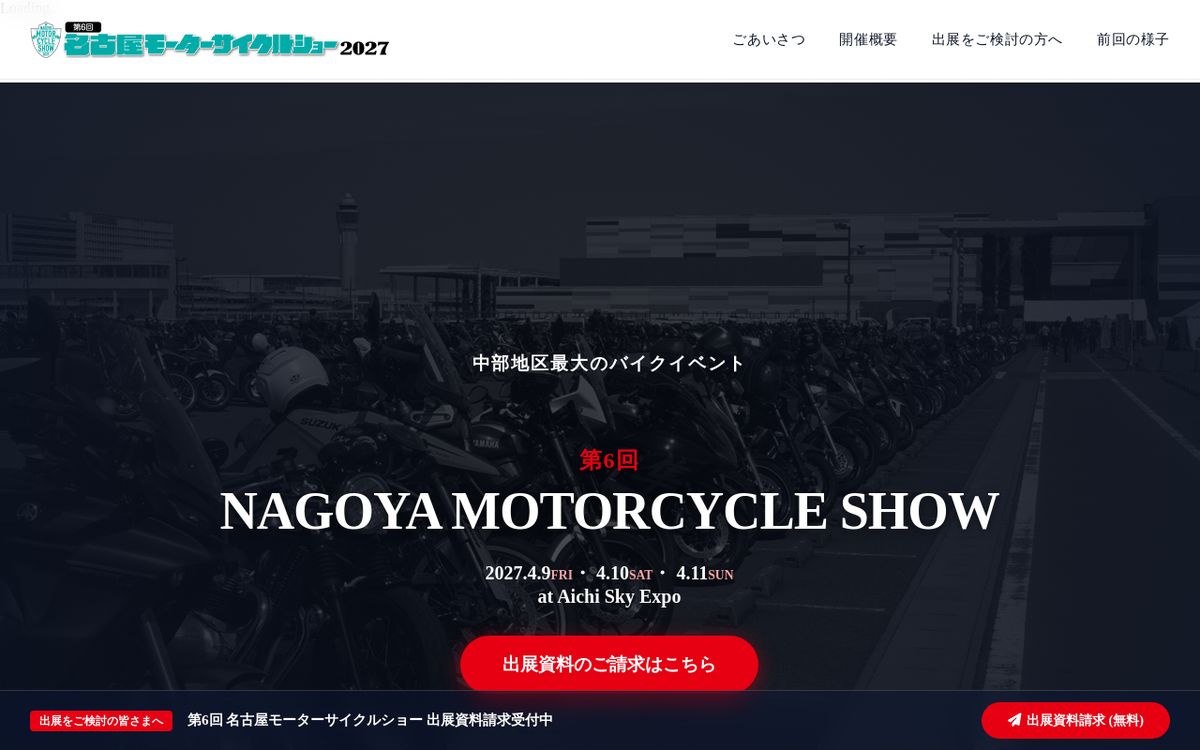 Loading...
第6回
名古屋モーターサイクルショー2027
NAGOYA
MOTOR
CYCLE
SHOW
ごあいさつ
開催概要
出展をご検討の方へ
前回の様子
中部地区最大のバイクイベント
第6回
NAGOYA MOTORCYCLE SHOW
2027.4.9FRI・ 4.10SAT・ 4.11SUN
at Aichi Sky Expo
出展資料のご請求はこちら
SUZUKI
YAMAHA
出展をご検討の皆さまへ
第6回 名古屋モーターサイクルショー 出展資料請求受付中
出展資料請求 (無料)